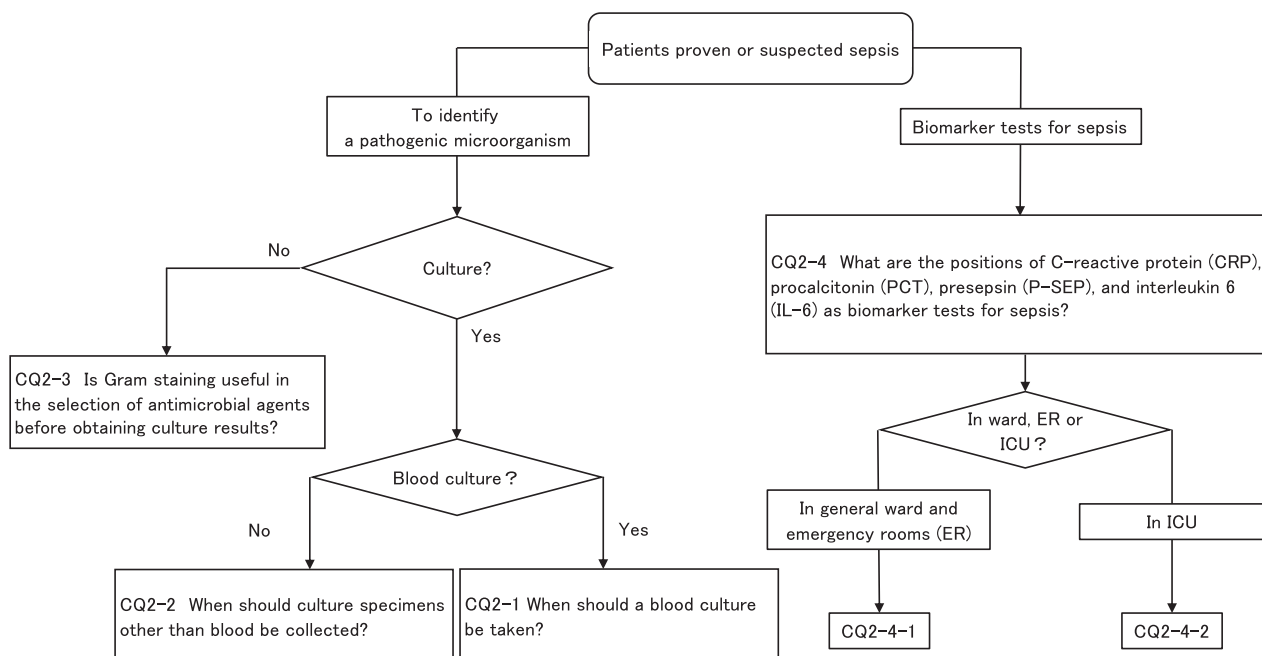 Patients proven or suspected sepsis
To identify
a pathogenic microorganism
Biomarker tests for sepsis
Culture?
No
Yes
CQ2-3 Is Gram staining useful in
the selection of antimicrobial agents
before obtaining culture results?
Blood culture?
No
Yes
CQ2-2 When should culture specimens
other than blood be collected?
CQ2-1 When should a blood culture
be taken?
CQ2-4 What are the positions of C-reactive protein (CRP),
procalcitonin (PCT), presepsin (P-SEP), and interleukin 6
(IL-6) as biomarker tests for sepsis?
In ward, ER or
ICU?
In general ward and
emergency rooms (ER)
In ICU
CQ2-4-1
CQ2-4-2